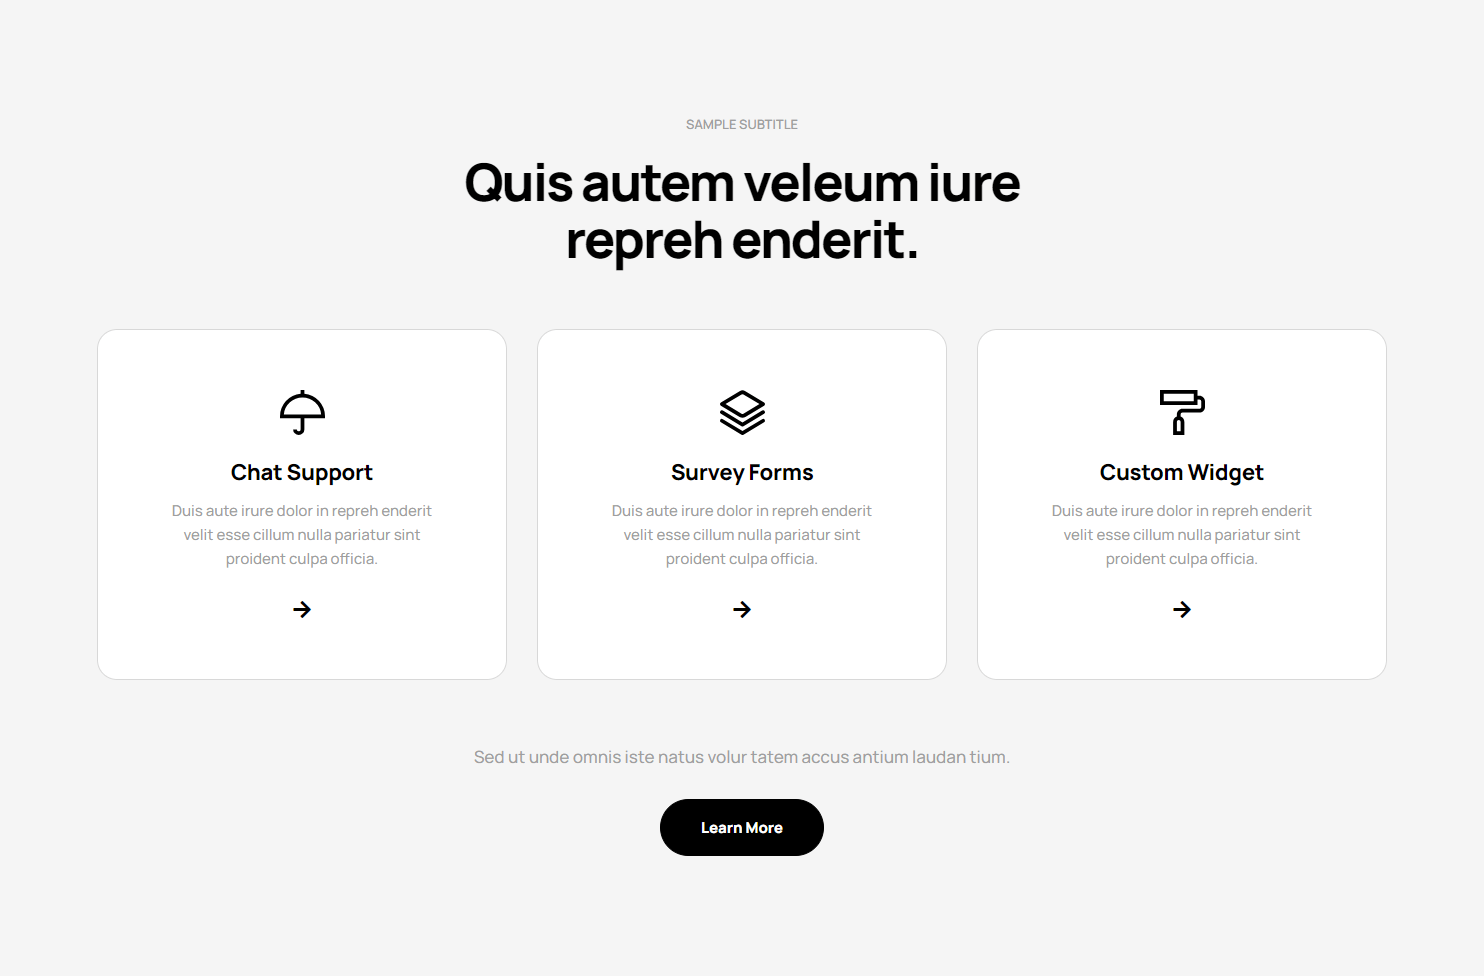 SAMPLE SUBTITLE
Quis autem veleum iure
repreh enderit.
Chat Support
Duis aute irure dolor in repreh enderit
velit esse cillum nulla pariatur sint
proident culpa officia.
Survey Forms
Duis aute irure dolor in repreh enderit
velit esse cillum nulla pariatur sint
proident culpa officia.
Custom Widget
Duis aute irure dolor in repreh enderit
velit esse cillum nulla pariatur sint
proident culpa officia.
Sed ut unde omnis iste natus volur tatem accus antium laudan tium.
Learn More